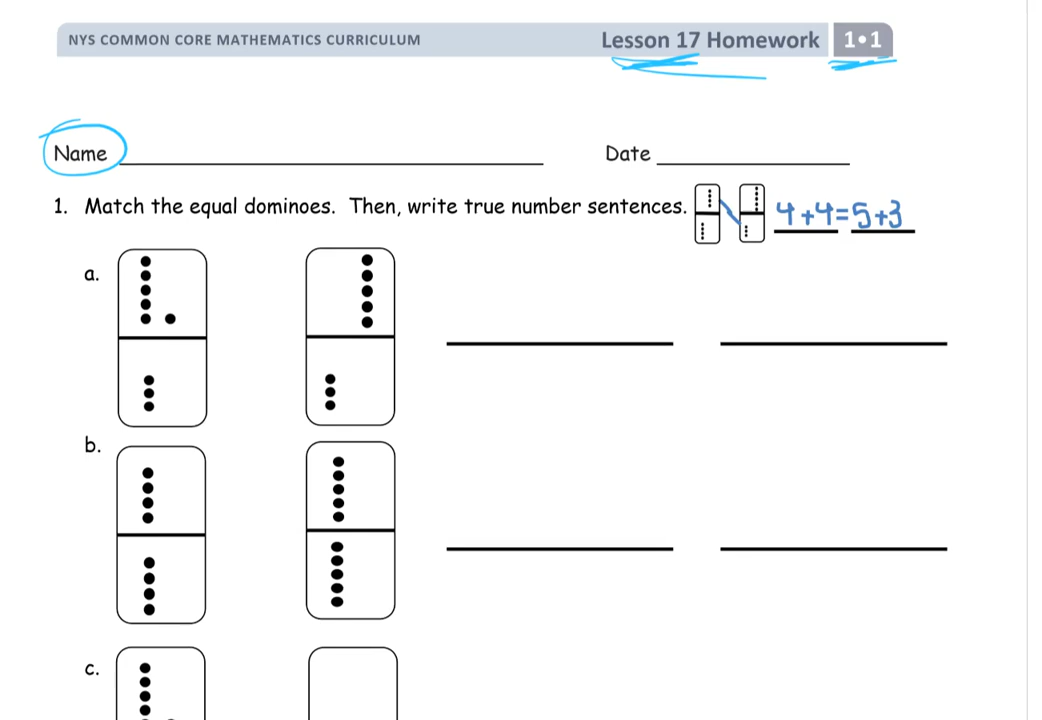 NYS COMMON CORE MATHEMATICS CURRICULUM Lesson 17 Homework 1•1
Name Date
1. Match the equal dominoes. Then, write true number sentences. 4+4=5+3
a.
b.
c.